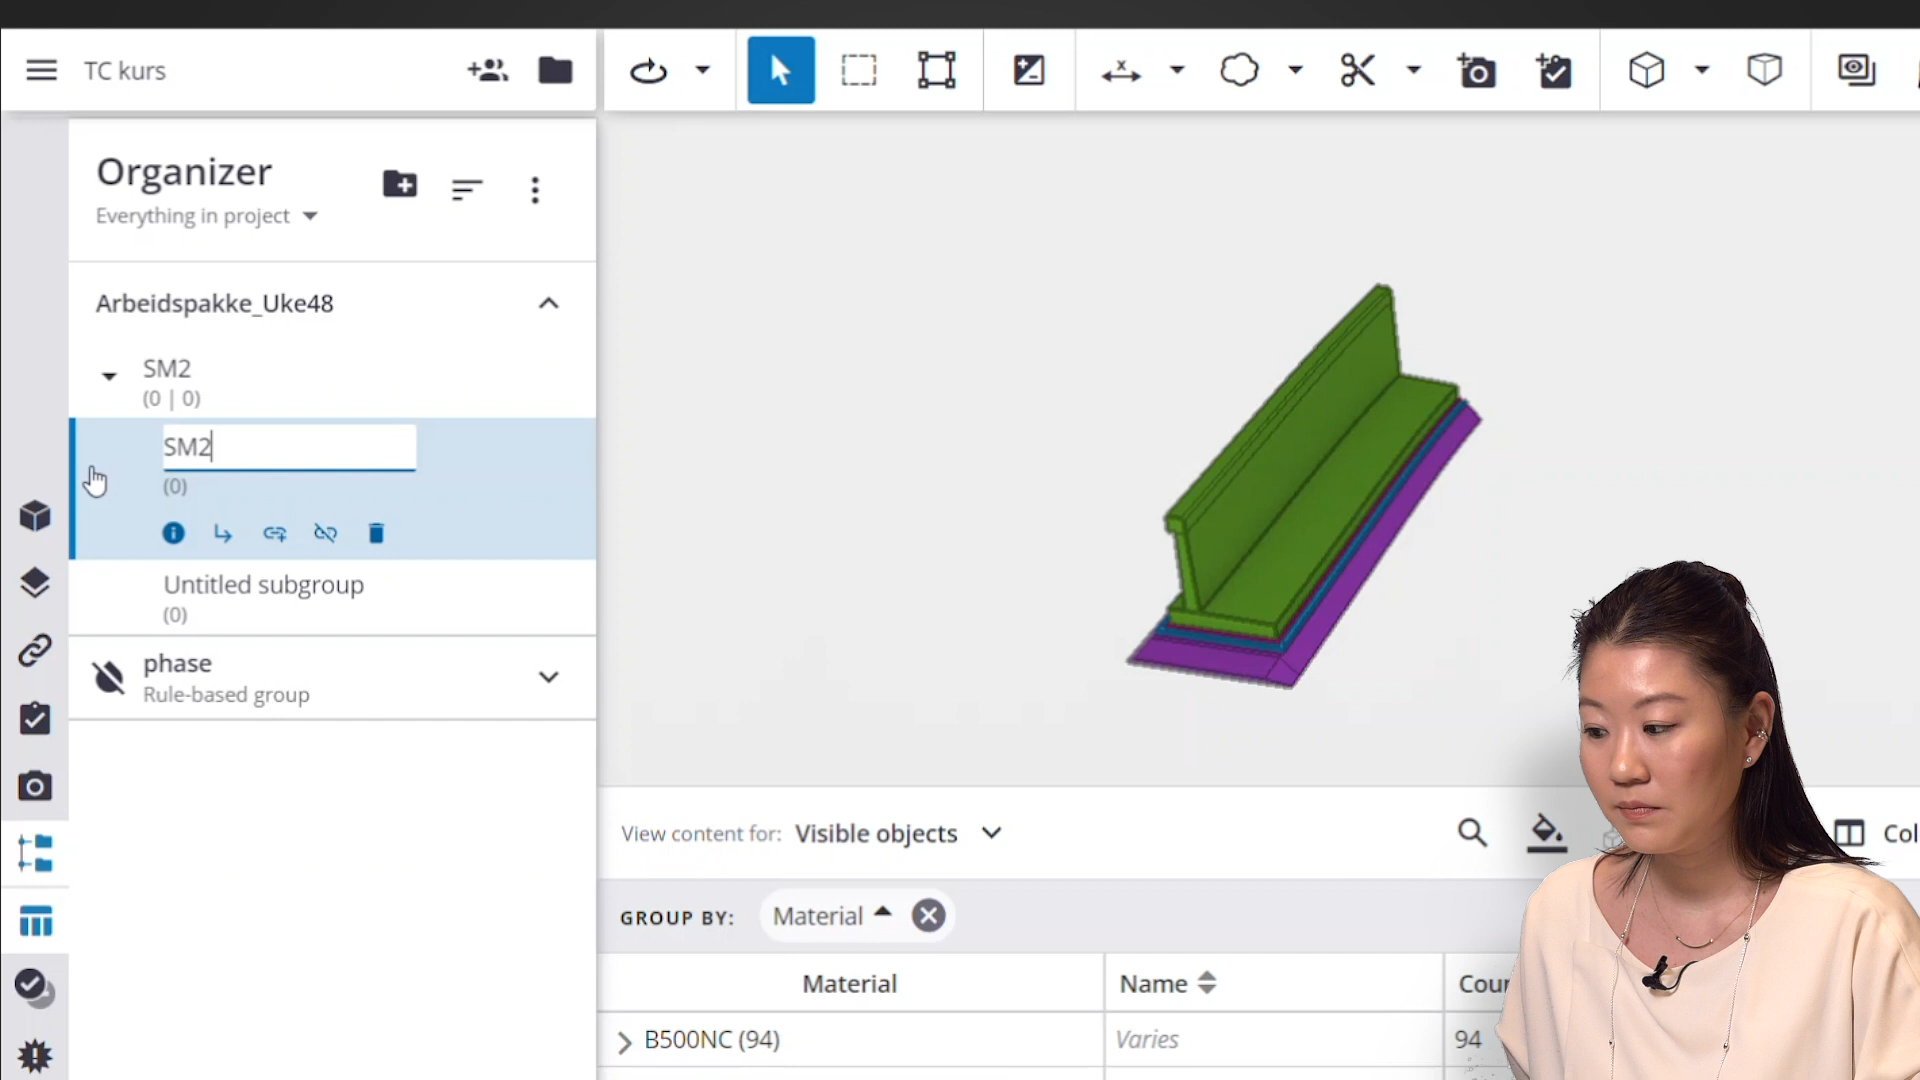 TC kurs
Organizer
Everything in project
Arbeidspakke_Uke48
SM2
(0 | 0)
SM2
(0)
Untitled subgroup
(0)
phase
Rule-based group
View content for: Visible objects
Col
GROUP BY: Material
Material
Name
Cour
B500NC (94)
Varies
94